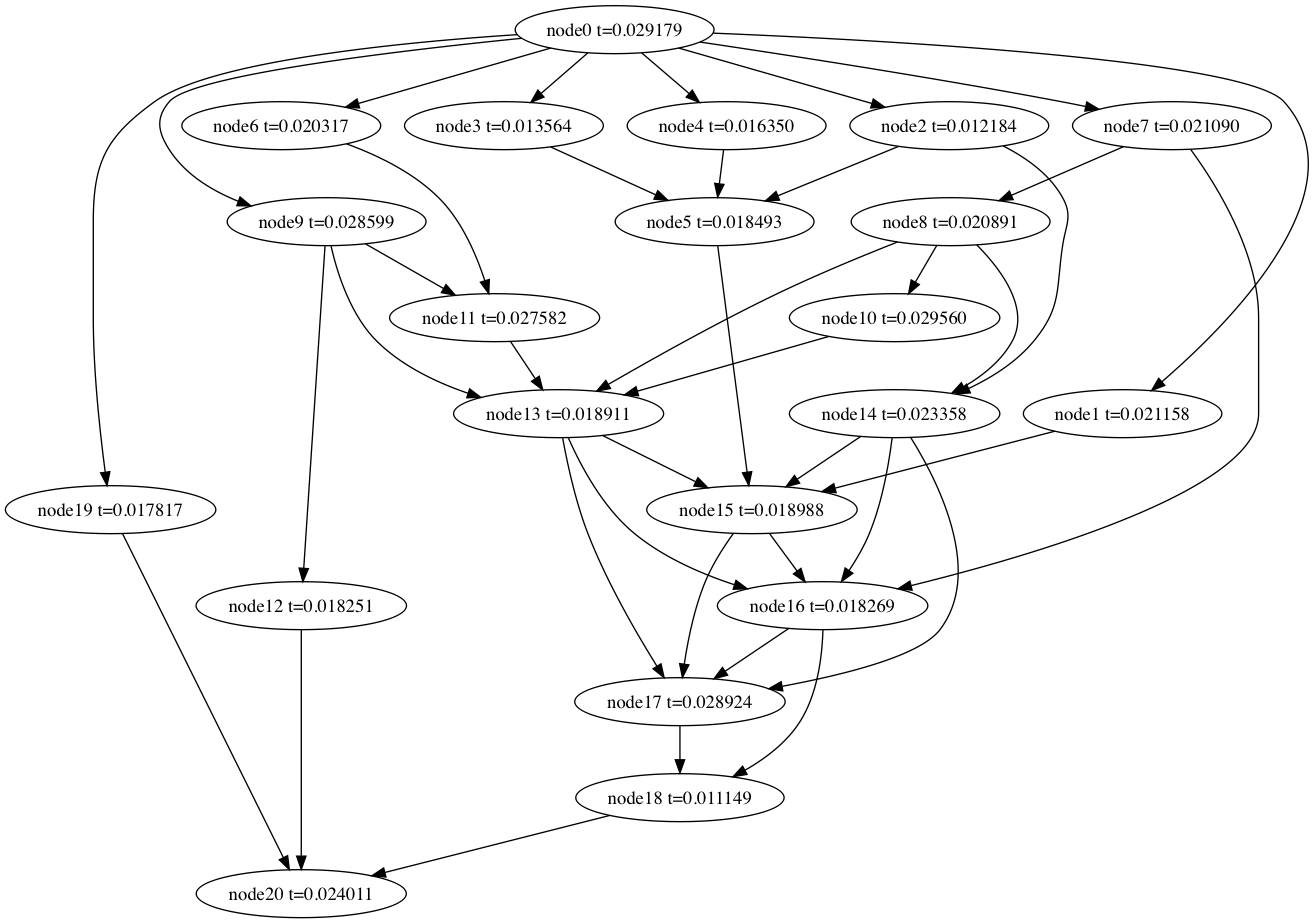 node0 t=0.029179
node6 t=0.020317
node3 t=0.013564
node4 t=0.016350
node2 t=0.012184
node7 t=0.021090
node9 t=0.028599
node5 t=0.018493
node8 t=0.020891
node11 t=0.027582
node10 t=0.029560
node13 t=0.018911
node14 t=0.023358
node1 t=0.021158
node19 t=0.017817
node15 t=0.018988
node12 t=0.018251
node16 t=0.018269
node17 t=0.028924
node18 t=0.011149
node20 t=0.024011